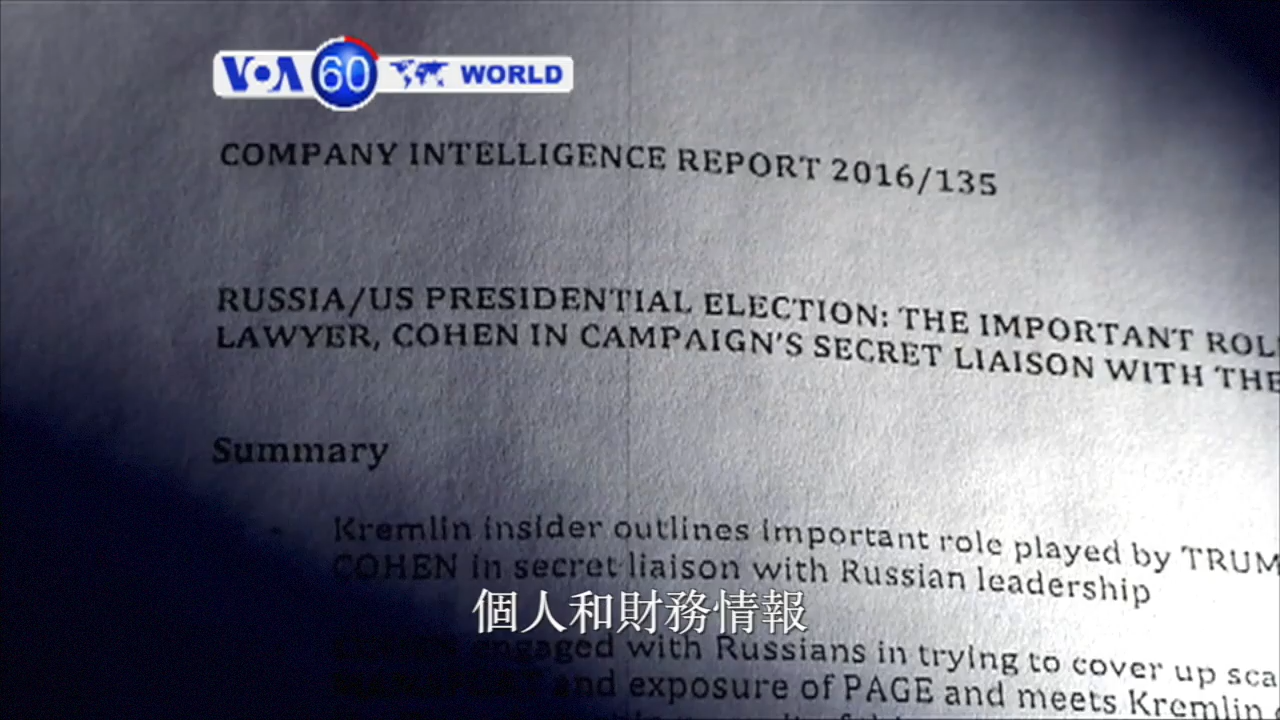 VOA 60 WORLD
COMPANY INTELLIGENCE REPORT 2016/135
RUSSIA/US PRESIDENTIAL ELECTION: THE IMPORTANT
LAWYER, COHEN IN CAMPAIGN'S SECRET LIAISON WITH THE
Summary
Kremlin insider outlines important role played by
COHEN in secret liaison with Russian leadership
個人和財務情報
engaged with Russians in trying to cover up
and exposure of PAGE and meets Kremlin